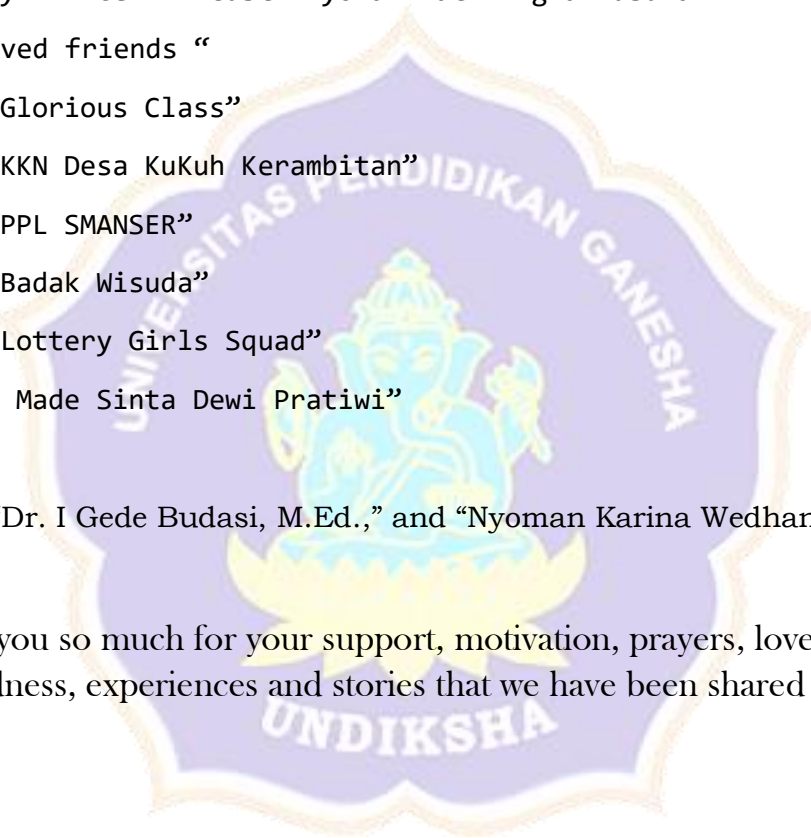 ved friends “
Glorious Class”
KKN Desa KuKuh Kerambitan”
PPL SMANSER”
Badak Wisuda”
Lottery Girls Squad”
Made Sinta Dewi Pratiwi”
“Dr. I Gede Budasi, M.Ed.,” and “Nyoman Karina Wedhan
you so much for your support, motivation, prayers, love
dness, experiences and stories that we have been shared
UNIVERSITAS PENDIDIKAN GANESHA
UNDIKSHA